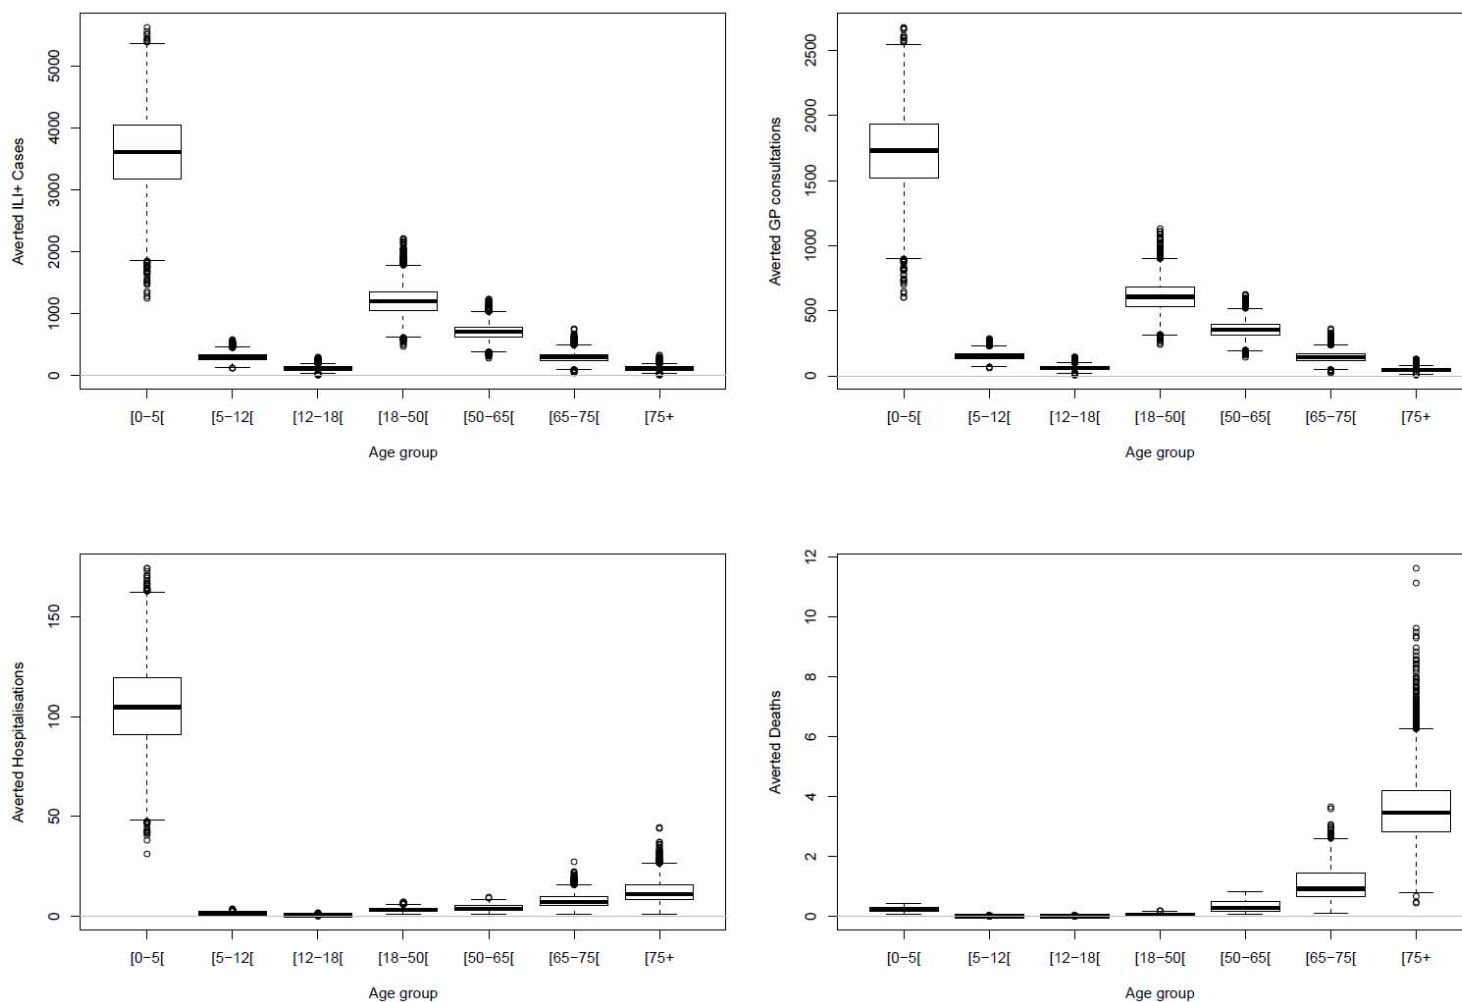 Averted ILI+ Cases
5000
4000
3000
2000
1000
0
[0−5[ [5−12[ [12−18[ [18−50[ [50−65[ [65−75[ [75+
Age group
Averted GP consultations
2500
2000
1500
1000
500
0
[0−5[ [5−12[ [12−18[ [18−50[ [50−65[ [65−75[ [75+
Age group
Averted Hospitalisations
150
100
50
0
[0−5[ [5−12[ [12−18[ [18−50[ [50−65[ [65−75[ [75+
Age group
Averted Deaths
12
10
8
6
4
2
0
[0−5[ [5−12[ [12−18[ [18−50[ [50−65[ [65−75[ [75+
Age group